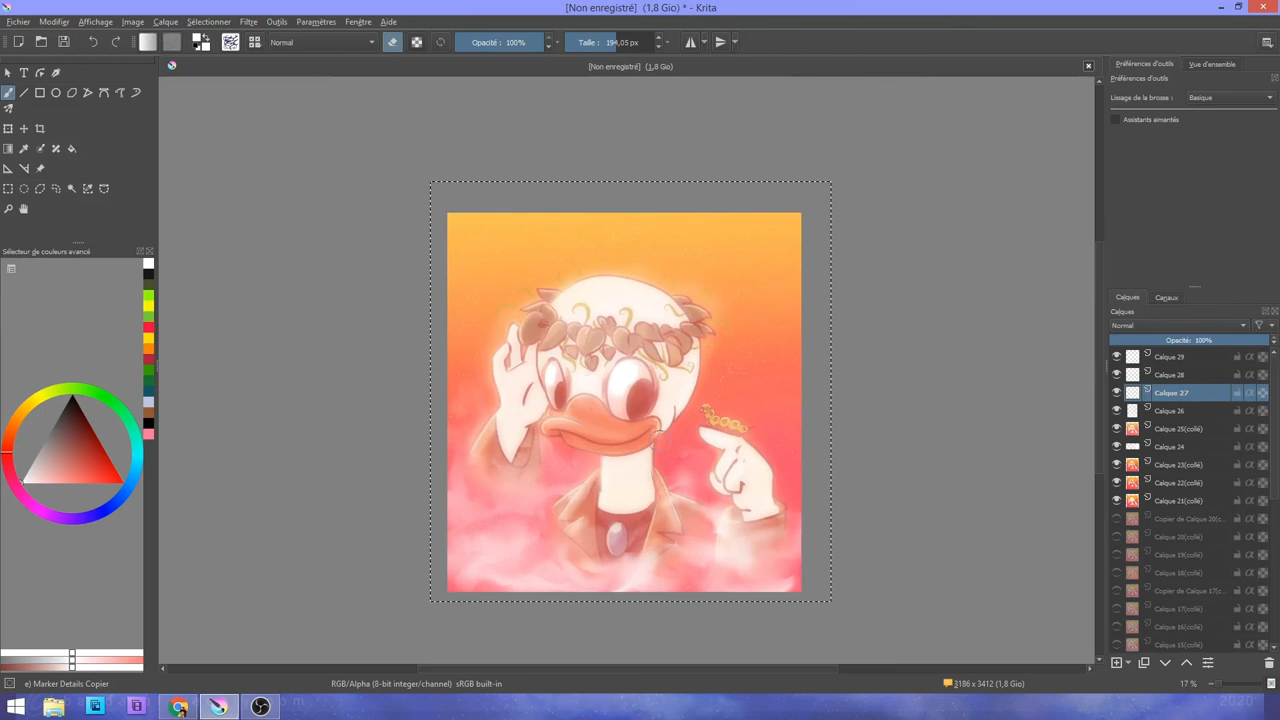 [Non enregistré] (1,8 Gio) * - Krita
Fichier Modifier Affichage Image Calque Sélectionner Filtre Outils Paramètres Fenêtre Aide
Normal
Opacité : 100%
Taille : 194,05 px
[Non enregistré] (1,8 Gio)
Préférences d'outils
Vue d'ensemble
Préférences d'outils
Lissage de la brosse :
Basique
Assistants aimantés
Sélecteur de couleurs avancé
Calques
Canaux
Calques
Normal
Opacité : 100%
Calque 29
Calque 28
Calque 27
Calque 26
Calque 25(collé)
Calque 24
Calque 23(collé)
Calque 22(collé)
Calque 21(collé)
Copier de Calque 20(c...
Calque 20(collé)
Calque 19(collé)
Calque 18(collé)
Copier de Calque 17(c...
Calque 17(collé)
Calque 16(collé)
Calque 15(collé)
e) Marker Details Copier
RGB/Alpha (8-bit integer/channel) sRGB built-in
3186 x 3412 (1,8 Gio)
17 %
2020